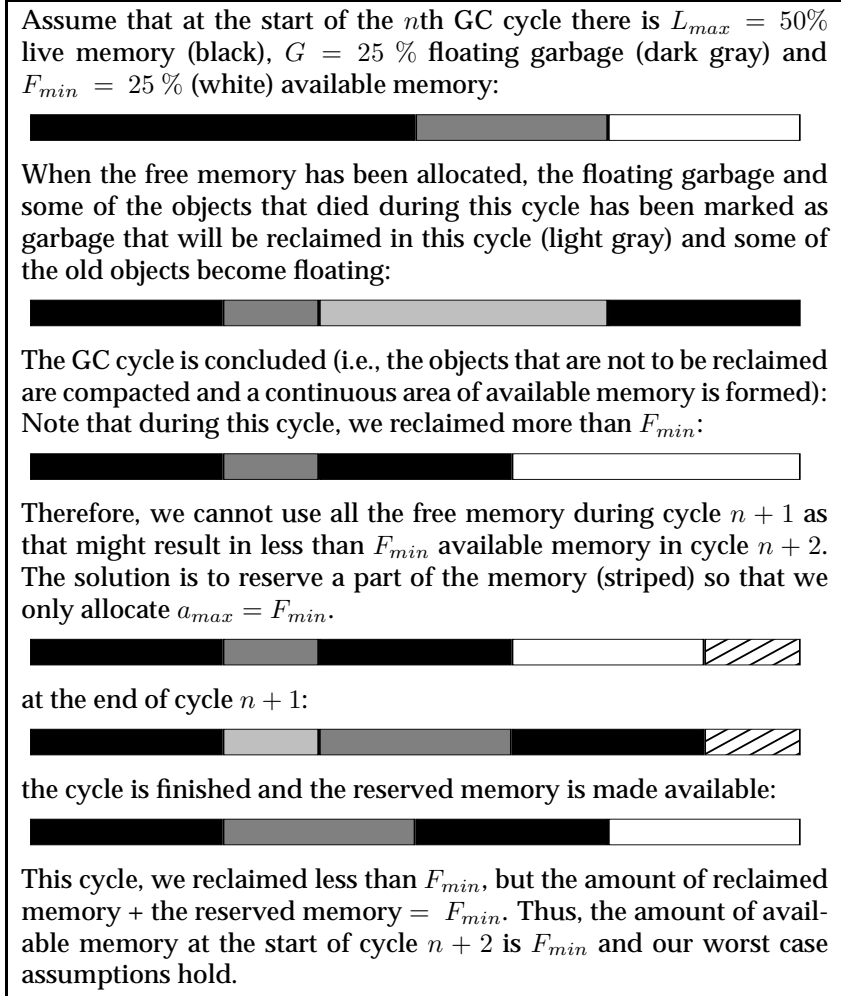 Assume that at the start of the nth GC cycle there is L_max = 50%
live memory (black), G = 25 % floating garbage (dark gray) and
F_min = 25 % (white) available memory:
When the free memory has been allocated, the floating garbage and
some of the objects that died during this cycle has been marked as
garbage that will be reclaimed in this cycle (light gray) and some of
the old objects become floating:
The GC cycle is concluded (i.e., the objects that are not to be reclaimed
are compacted and a continuous area of available memory is formed):
Note that during this cycle, we reclaimed more than F_min:
Therefore, we cannot use all the free memory during cycle n + 1 as
that might result in less than F_min available memory in cycle n + 2.
The solution is to reserve a part of the memory (striped) so that we
only allocate a_max = F_min.
at the end of cycle n + 1:
the cycle is finished and the reserved memory is made available:
This cycle, we reclaimed less than F_min, but the amount of reclaimed
memory + the reserved memory = F_min. Thus, the amount of avail-
able memory at the start of cycle n + 2 is F_min and our worst case
assumptions hold.